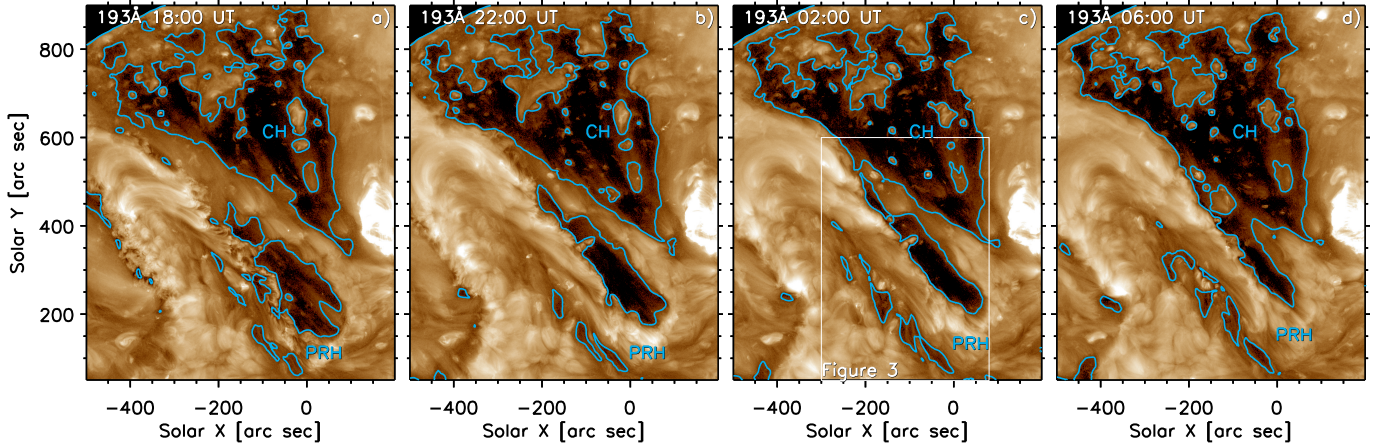 193Å 18:00 UT a)
193Å 22:00 UT b)
193Å 02:00 UT c)
193Å 06:00 UT d)
800
600
400
200
Solar Y [arc sec]
CH
CH
CH
CH
PRH
PRH
PRH
PRH
Figure 3
−400 −200 0
−400 −200 0
−400 −200 0
−400 −200 0
Solar X [arc sec]
Solar X [arc sec]
Solar X [arc sec]
Solar X [arc sec]